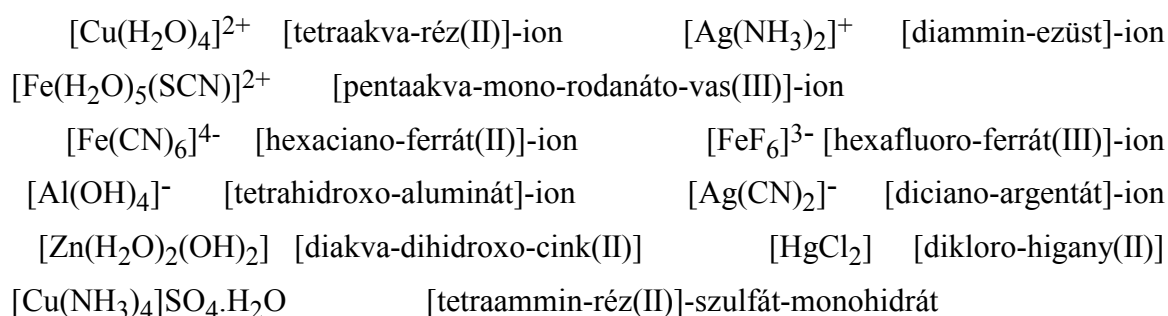 [Cu(H₂O)₄]²⁺ [tetraakva-réz(II)]-ion [Ag(NH₃)₂]⁺ [diammin-ezüst]-ion
[Fe(H₂O)₅(SCN)]²⁺ [pentaakva-mono-rodanáto-vas(III)]-ion
[Fe(CN)₆]⁴⁻ [hexaciano-ferrát(II)]-ion [FeF₆]³⁻ [hexafluoro-ferrát(III)]-ion
[Al(OH)₄]⁻ [tetrahidroxo-aluminát]-ion [Ag(CN)₂]⁻ [diciano-argentát]-ion
[Zn(H₂O)₂(OH)₂] [diakva-dihidroxo-cink(II)] [HgCl₂] [dikloro-higany(II)]
[Cu(NH₃)₄]SO₄.H₂O [tetraammin-réz(II)]-szulfát-monohidrát